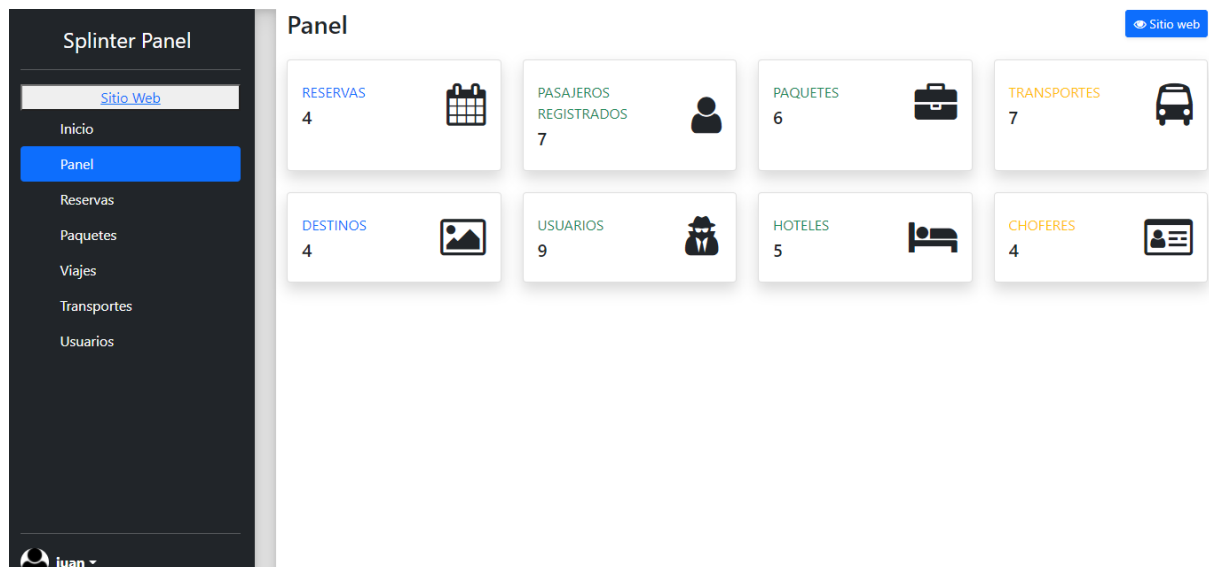 Splinter Panel
Sitio Web
Inicio
Panel
Reservas
Paquetes
Viajes
Transportes
Usuarios
juan
Panel
Sitio web
RESERVAS
4
PASAJEROS
REGISTRADOS
7
PAQUETES
6
TRANSPORTES
7
DESTINOS
4
USUARIOS
9
HOTELES
5
CHOFERES
4